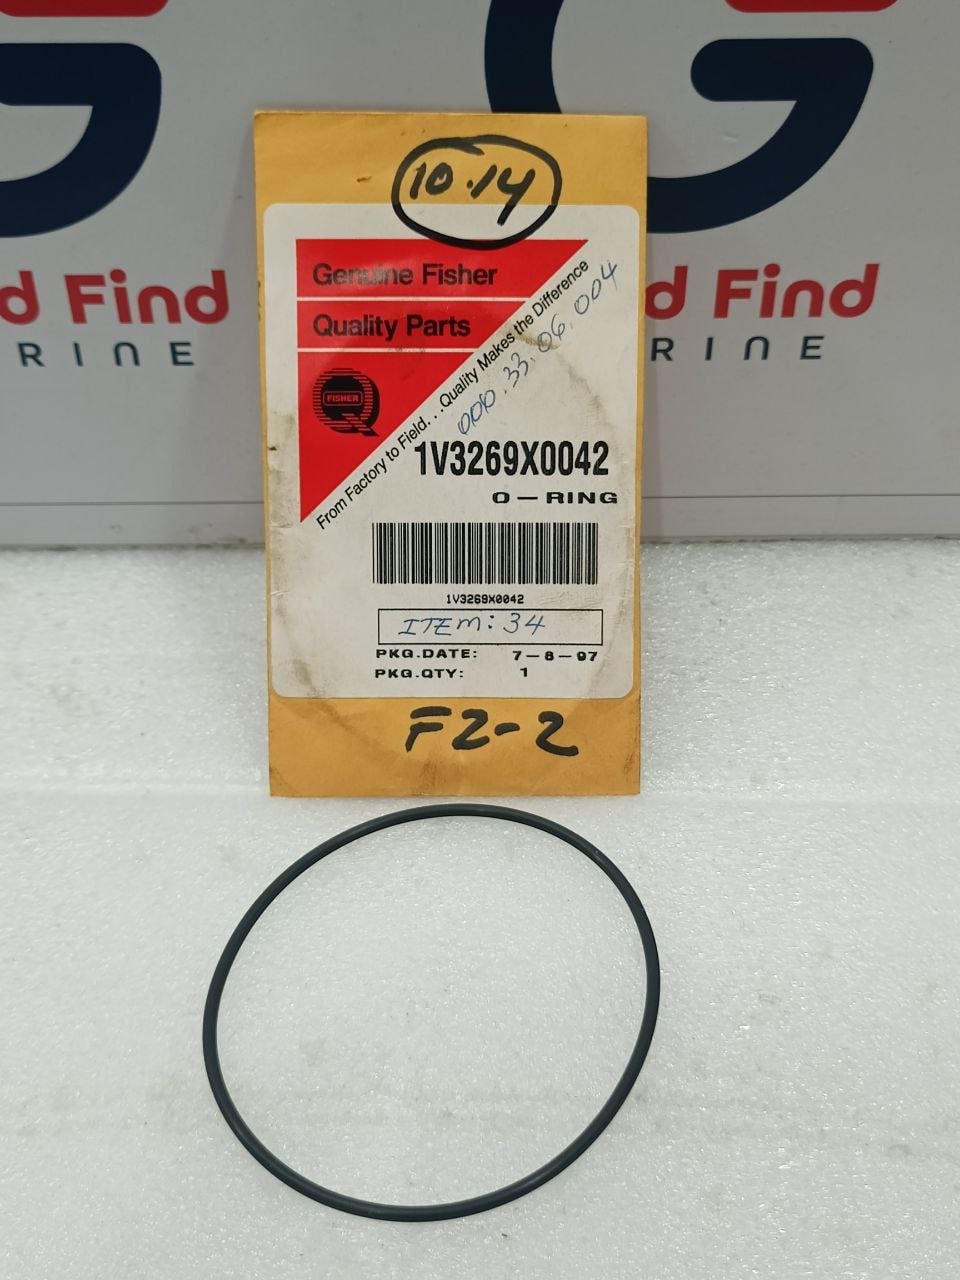 10.14
Genuine Fisher
Quality Parts
FISHER
From Factory to Field...Quality Makes the Difference
000.33.06.004
1V3269X0042
O-RING
1V3269X0042
ITEM: 34
PKG.DATE: 7-8-97
PKG.QTY: 1
F2-2
d Find
RINE
d Find
RINE